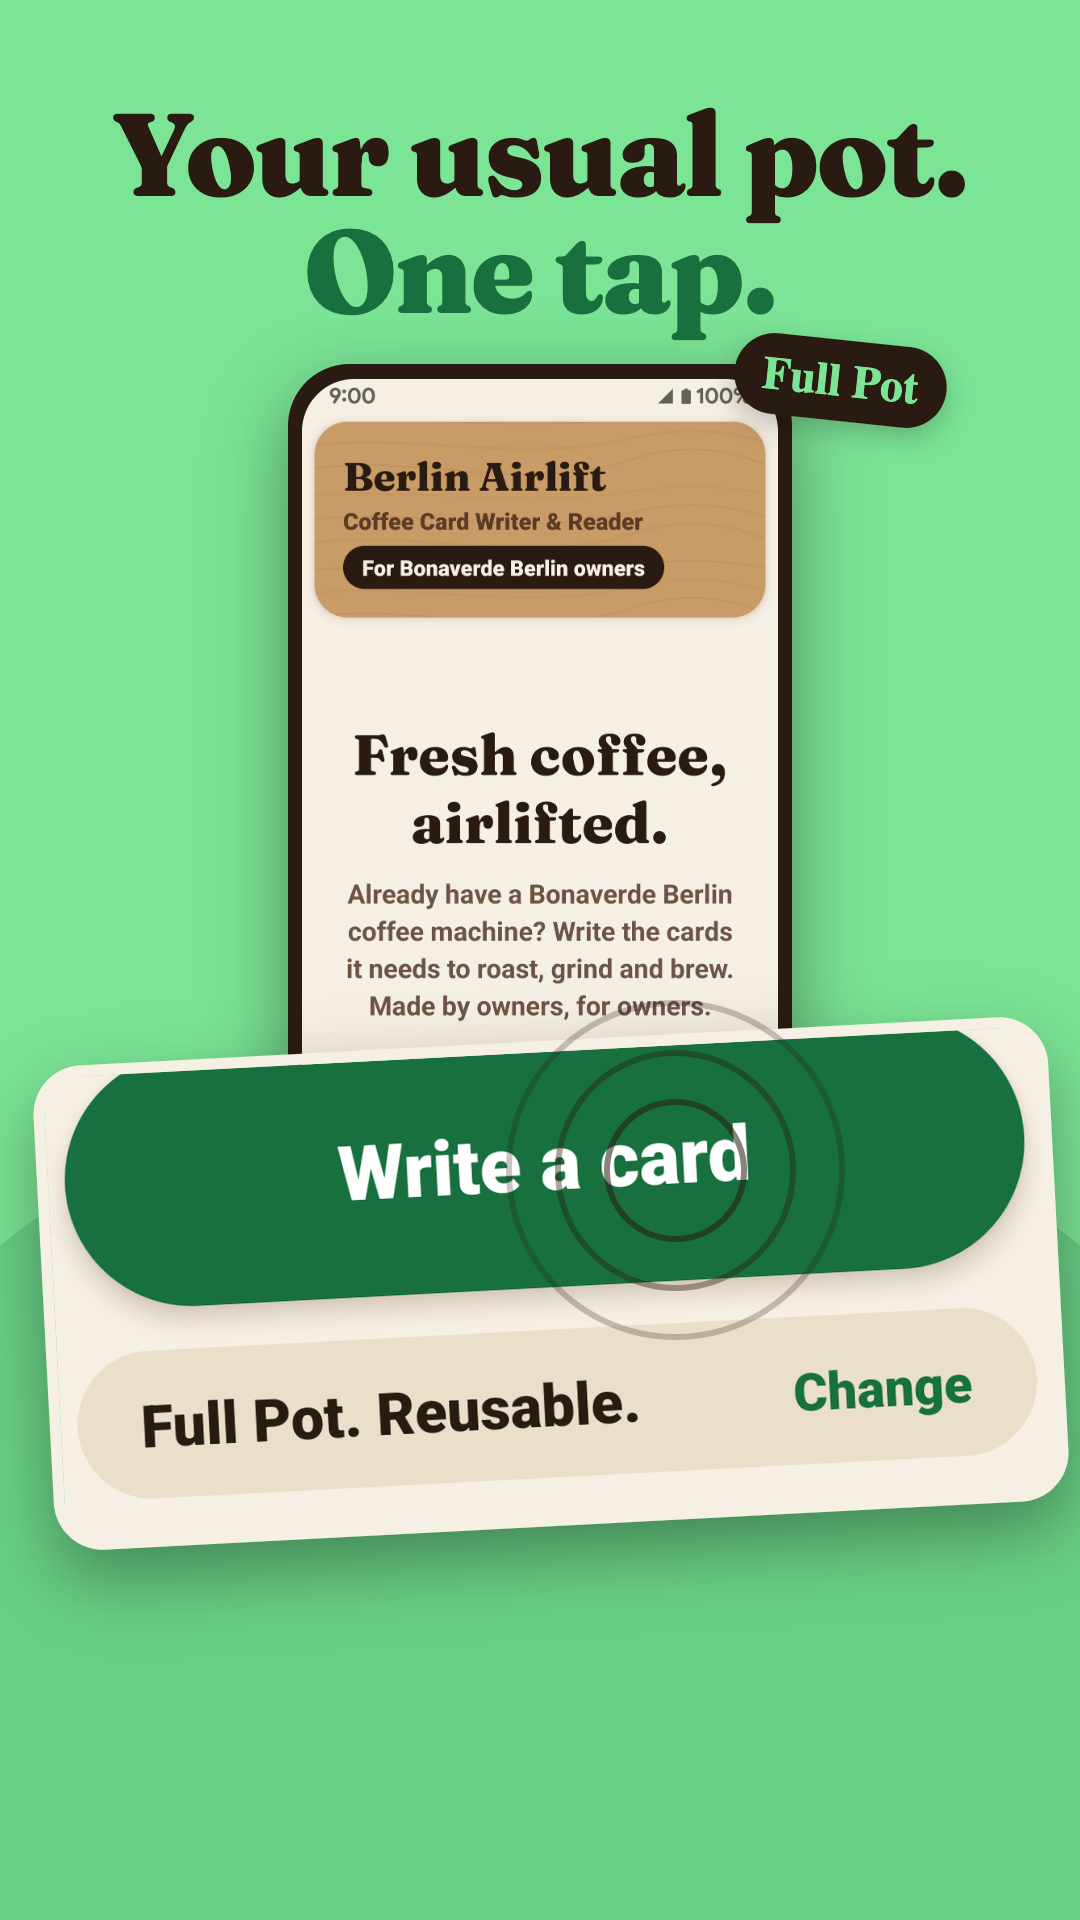 Your usual pot.
One tap.
Full Pot
9:00
100%
Berlin Airlift
Coffee Card Writer & Reader
For Bonaverde Berlin owners
Fresh coffee,
airlifted.
Already have a Bonaverde Berlin
coffee machine? Write the cards
it needs to roast, grind and brew.
Made by owners, for owners.
Write a card
Full Pot. Reusable.
Change